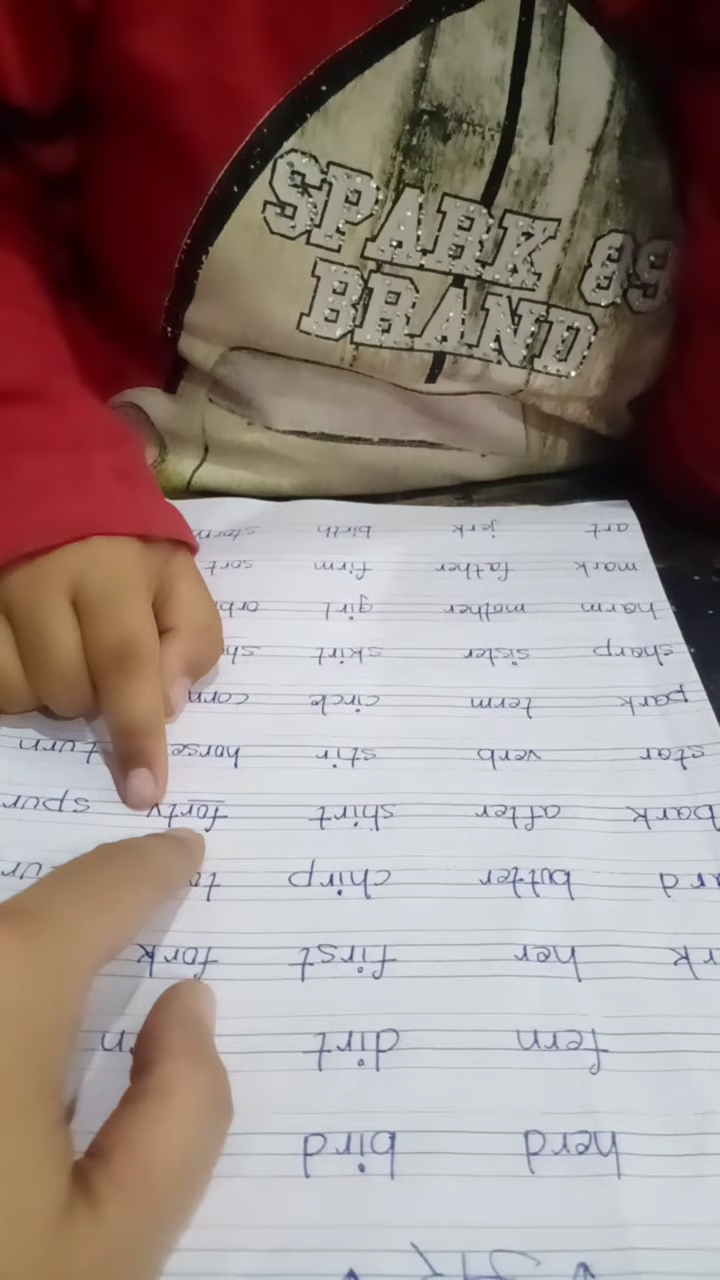 SPARK 89
BRAND
herd bird
fern dirt
her first fork
butter chirp
bark after shirt forty spur
star verb stir horse turn
park term circle corn
sharp sister skirt
harm mother girl
mark father firm sort
art jerk birth storm